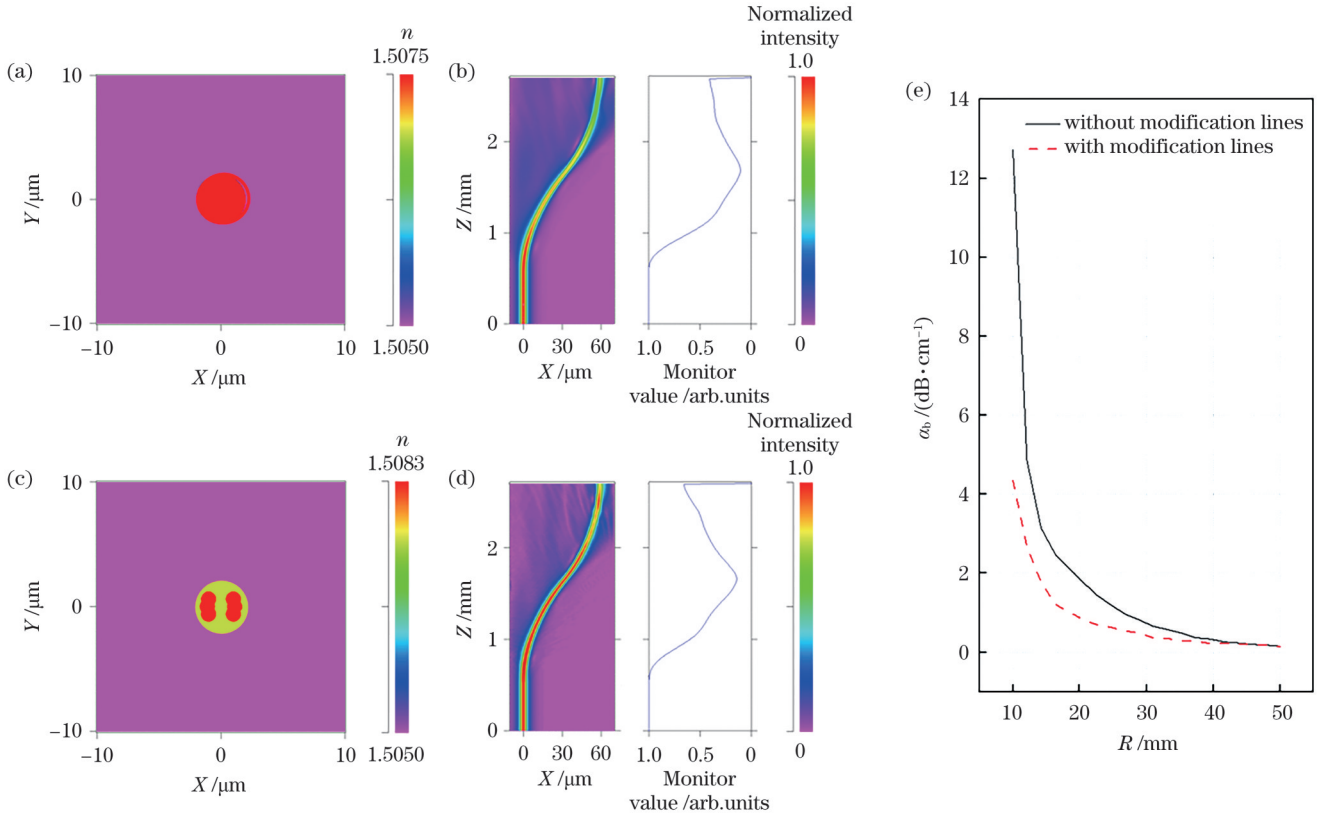 (a)
n
1.5075
10
0
−10
Y /μm
−10
0
10
X /μm
1.5050
(b)
Normalized
intensity
1.0
2
1
0
Z /mm
0
30
60
X /μm
1.0
0.5
0
Monitor
value /arb.units
0
(c)
n
1.5083
10
0
−10
Y /μm
−10
0
10
X /μm
1.5050
(d)
Normalized
intensity
1.0
2
1
0
Z /mm
0
30
60
X /μm
1.0
0.5
0
Monitor
value /arb.units
0
(e)
14
12
10
8
6
4
2
0
αb /(dB·cm⁻¹)
without modification lines
with modification lines
10
20
30
40
50
R /mm